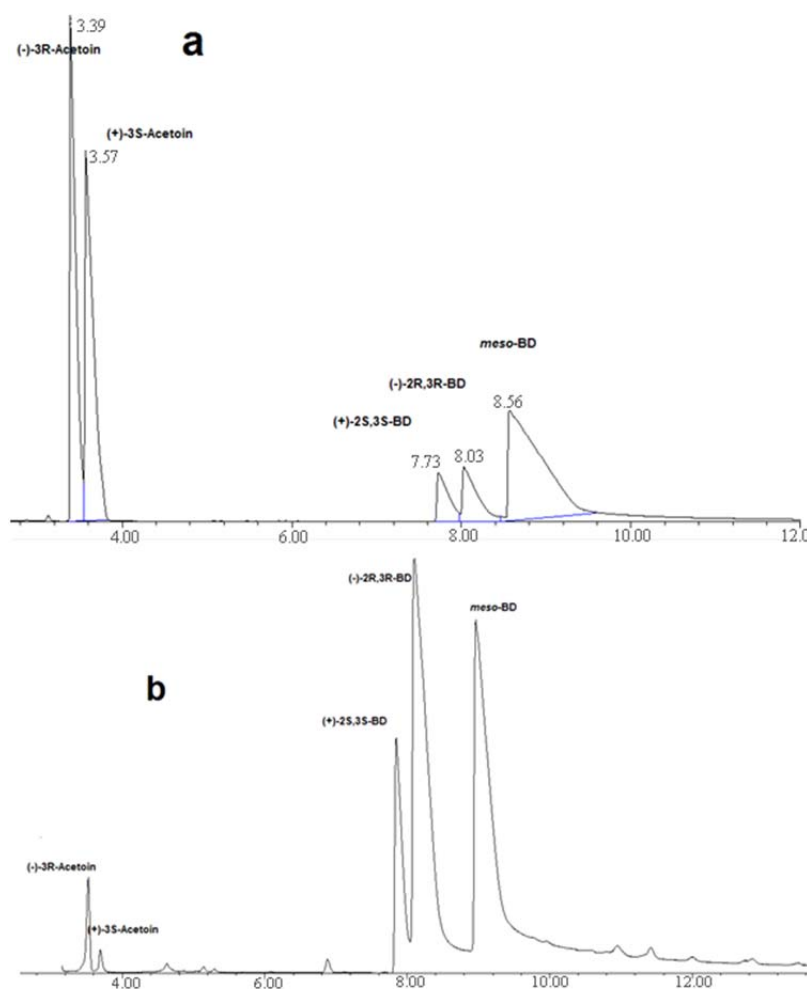 3.39
a
(-)-3R-Acetoin
(+)-3S-Acetoin
3.57
meso-BD
(-)-2R,3R-BD
8.56
(+)-2S,3S-BD
7.73
8.03
4.00 6.00 8.00 10.00 12.0
(-)-2R,3R-BD
meso-BD
b
(+)-2S,3S-BD
(-)-3R-Acetoin
(+)-3S-Acetoin
4.00 6.00 8.00 10.00 12.00